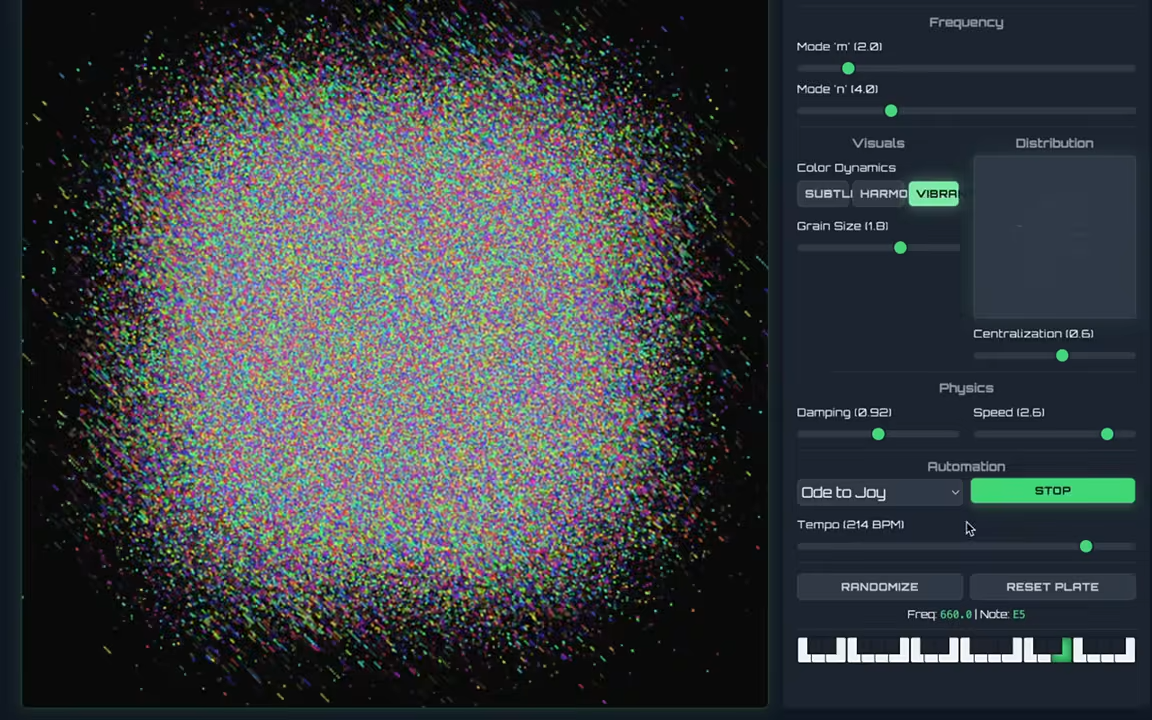 Frequency
Mode 'm' (2.0)
Mode 'n' (4.0)
Visuals
Distribution
Color Dynamics
SUBTL
HARMO
VIBRA
Grain Size (1.8)
Centralization (0.6)
Physics
Damping (0.92)
Speed (2.6)
Automation
Ode to Joy
STOP
Tempo (214 BPM)
RANDOMIZE
RESET PLATE
Freq: 660.0 | Note: E5